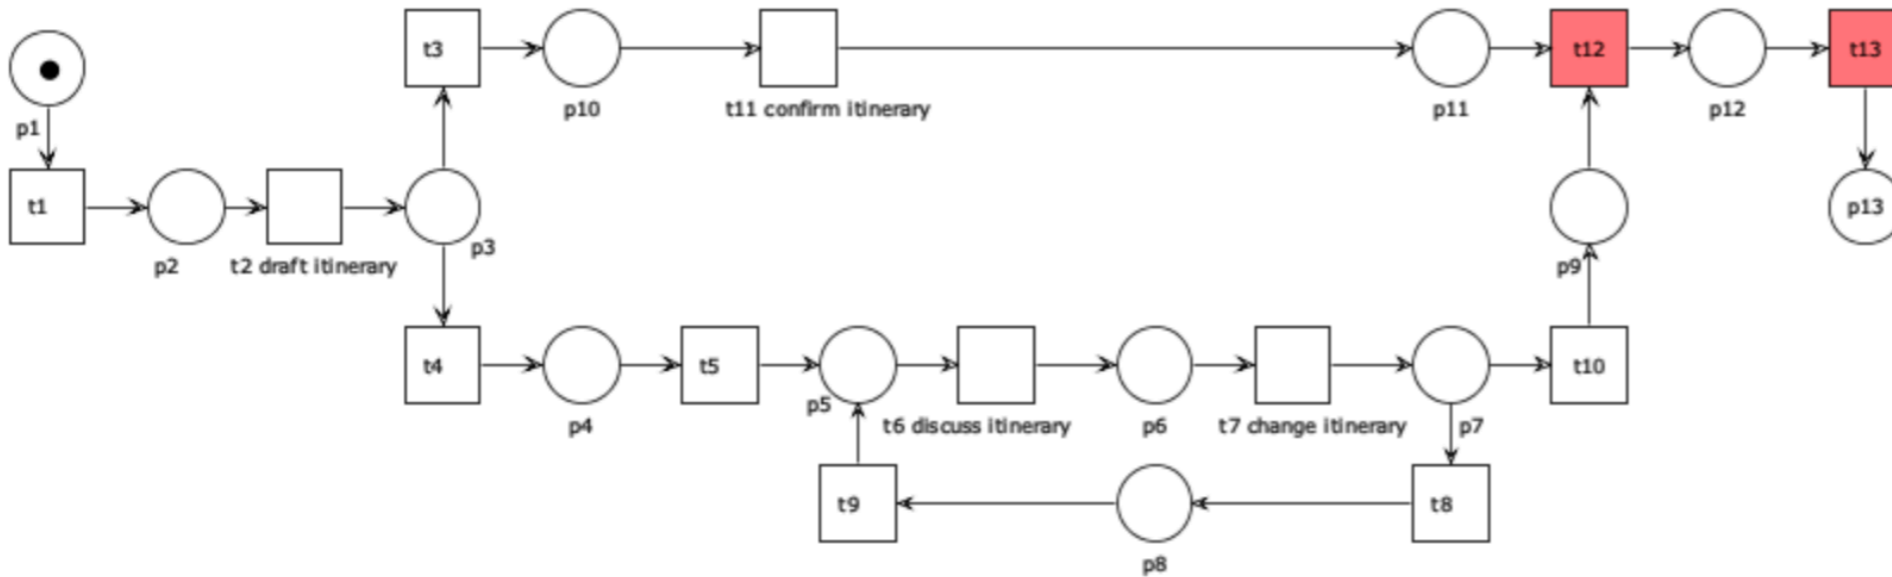 t3
t12
t13
p10
t11 confirm itinerary
p11
p12
p1
t1
p2
t2 draft itinerary
p3
p9
p13
t4
p4
t5
p5
t6 discuss itinerary
p6
t7 change itinerary
p7
t10
t9
p8
t8